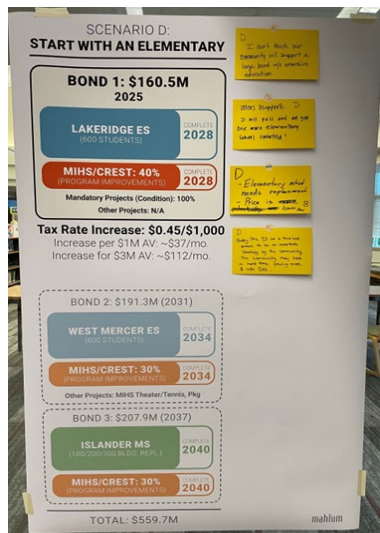 SCENARIO D:
START WITH AN ELEMENTARY
BOND 1: $160.5M
2025
LAKERIDGE ES
(600 STUDENTS)
COMPLETE
2028
MIHS/CREST: 40%
(PROGRAM IMPROVEMENTS)
COMPLETE
2028
Mandatory Projects (Condition): 100%
Other Projects: N/A
Tax Rate Increase: $0.45/$1,000
Increase per $1M AV: ~$37/mo.
Increase for $3M AV: ~$112/mo.
BOND 2: $191.3M (2031)
WEST MERCER ES
(600 STUDENTS)
COMPLETE
2034
MIHS/CREST: 30%
(PROGRAM IMPROVEMENTS)
COMPLETE
2034
Other Projects: MIHS Theater/Tennis, Pkg
BOND 3: $207.9M (2037)
ISLANDER MS
(100/200/300 BLDG. REPL.)
COMPLETE
2040
MIHS/CREST: 30%
(PROGRAM IMPROVEMENTS)
COMPLETE
2040
TOTAL: $559.7M
mahlum
D
I can't think our
community will support a
large bond w/o extensive
education
D
D will pass and we get
one more elementary
school
D
- Elementary school
needs replacement
- Price is